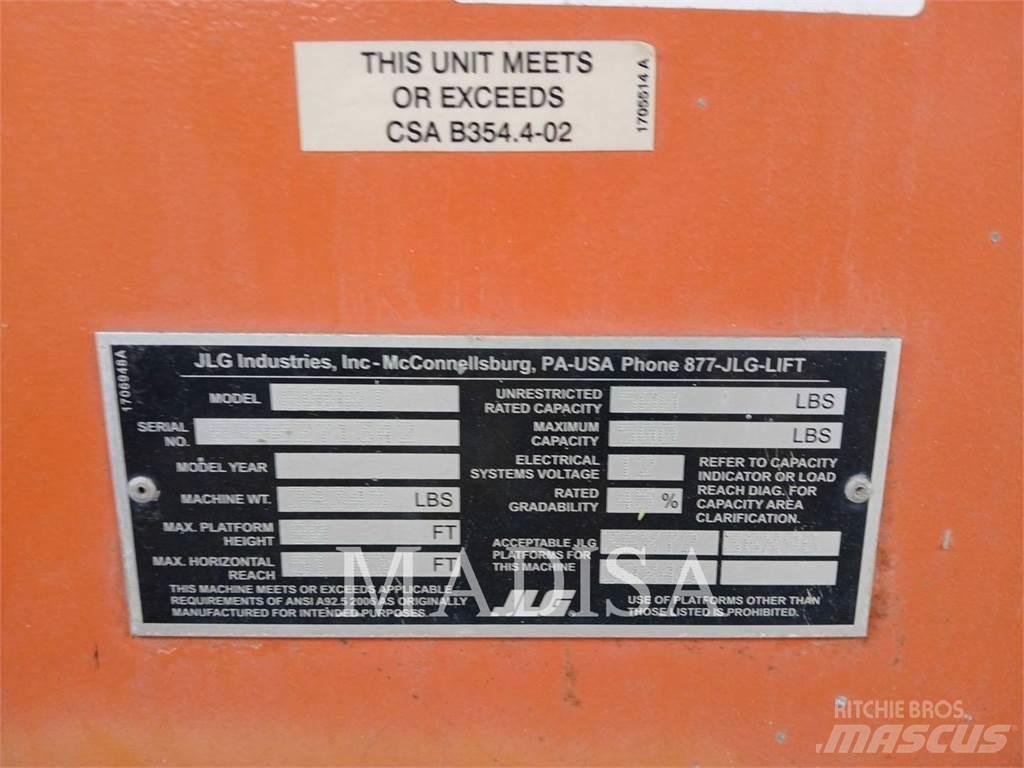 THIS UNIT MEETS
OR EXCEEDS
CSA B354.4-02
1705514 A
1706948A
JLG Industries, Inc - McConnellsburg, PA-USA Phone 877-JLG-LIFT
MODEL
SERIAL
NO.
MODEL YEAR
MACHINE WT. LBS
MAX. PLATFORM
HEIGHT FT
MAX. HORIZONTAL
REACH FT
THIS MACHINE MEETS OR EXCEEDS APPLICABLE
REQUIREMENTS OF ANSI A92.5 2006 AS ORIGINALLY
MANUFACTURED FOR INTENDED PURPOSES.
UNRESTRICTED
RATED CAPACITY LBS
MAXIMUM
CAPACITY LBS
ELECTRICAL
SYSTEMS VOLTAGE
RATED
GRADABILITY %
REFER TO CAPACITY
INDICATOR OR LOAD
REACH DIAG. FOR
CAPACITY AREA
CLARIFICATION.
ACCEPTABLE JLG
PLATFORMS FOR
THIS MACHINE
JLG
USE OF PLATFORMS OTHER THAN
THOSE LISTED IS PROHIBITED.
MADISA
RITCHIE BROS.
MASCUS